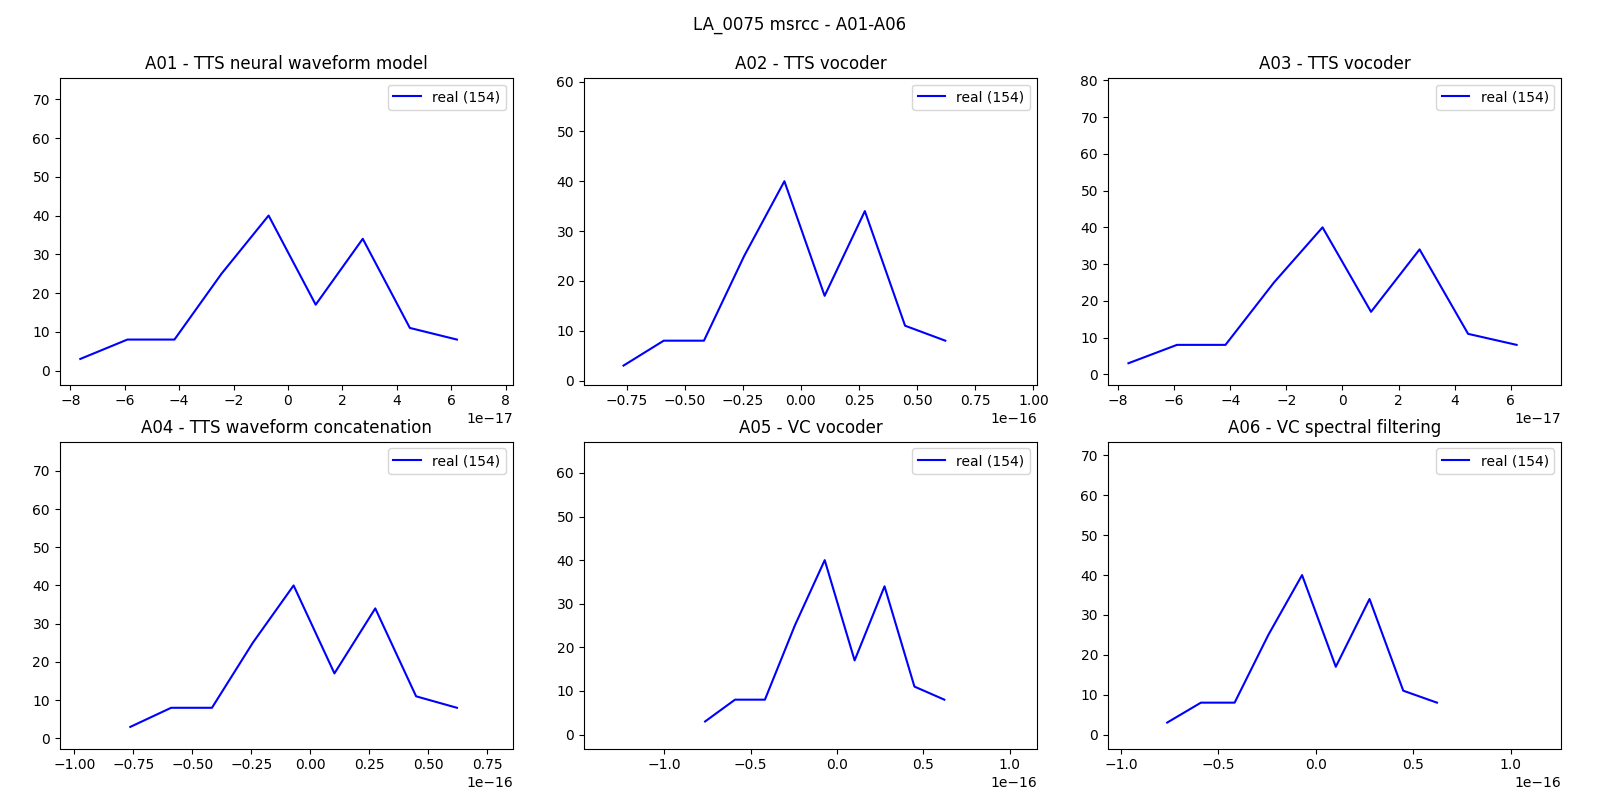 LA_0075 msrcc - A01-A06
A01 - TTS neural waveform model
real (154)
70
60
50
40
30
20
10
0
−8 −6 −4 −2 0 2 4 6 8
1e−17
A02 - TTS vocoder
real (154)
60
50
40
30
20
10
0
−0.75 −0.50 −0.25 0.00 0.25 0.50 0.75 1.00
1e−16
A03 - TTS vocoder
real (154)
80
70
60
50
40
30
20
10
0
−8 −6 −4 −2 0 2 4 6
1e−17
A04 - TTS waveform concatenation
real (154)
70
60
50
40
30
20
10
0
−1.00 −0.75 −0.50 −0.25 0.00 0.25 0.50 0.75
1e−16
A05 - VC vocoder
real (154)
60
50
40
30
20
10
0
−1.0 −0.5 0.0 0.5 1.0
1e−16
A06 - VC spectral filtering
real (154)
70
60
50
40
30
20
10
0
−1.0 −0.5 0.0 0.5 1.0
1e−16